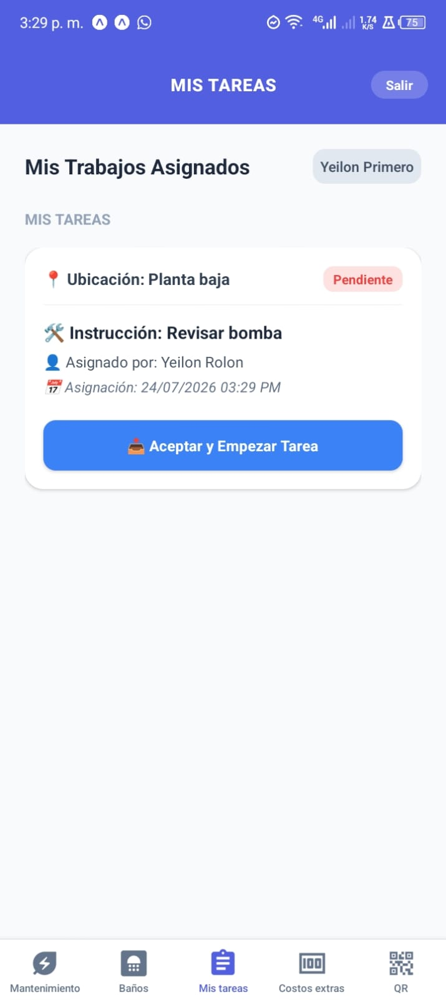 3:29 p. m. 4G 1.74 K/S 75
MIS TAREAS
Salir
Mis Trabajos Asignados
Yeilon Primero
MIS TAREAS
📍 Ubicación: Planta baja
Pendiente
🛠️ Instrucción: Revisar bomba
👤 Asignado por: Yeilon Rolon
📅 Asignación: 24/07/2026 03:29 PM
📥 Aceptar y Empezar Tarea
Mantenimiento
Baños
Mis tareas
Costos extras
QR